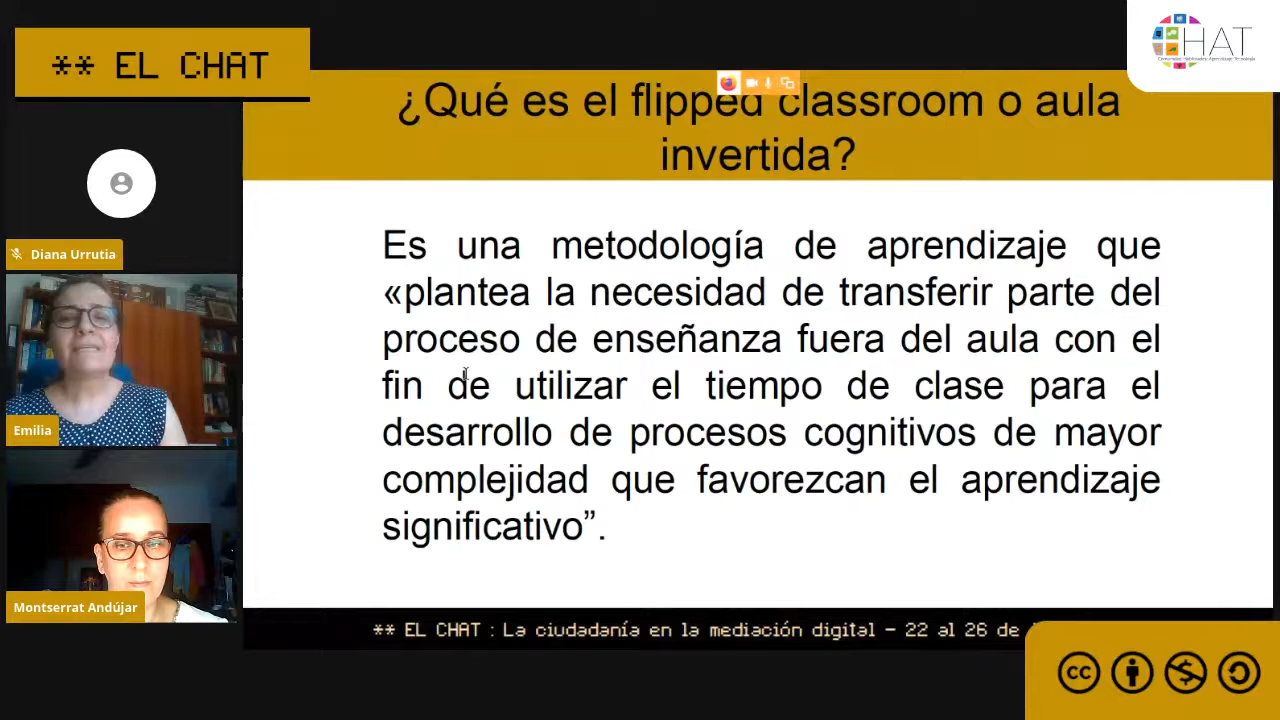 ** EL CHAT
HAT
¿Qué es el flipped classroom o aula
invertida?
Diana Urrutia
Emilia
Montserrat Andújar
Es una metodología de aprendizaje que
«plantea la necesidad de transferir parte del
proceso de enseñanza fuera del aula con el
fin de utilizar el tiempo de clase para el
desarrollo de procesos cognitivos de mayor
complejidad que favorezcan el aprendizaje
significativo”.
** EL CHAT : La ciudadanía en la mediación digital – 22 al 26 de
cc